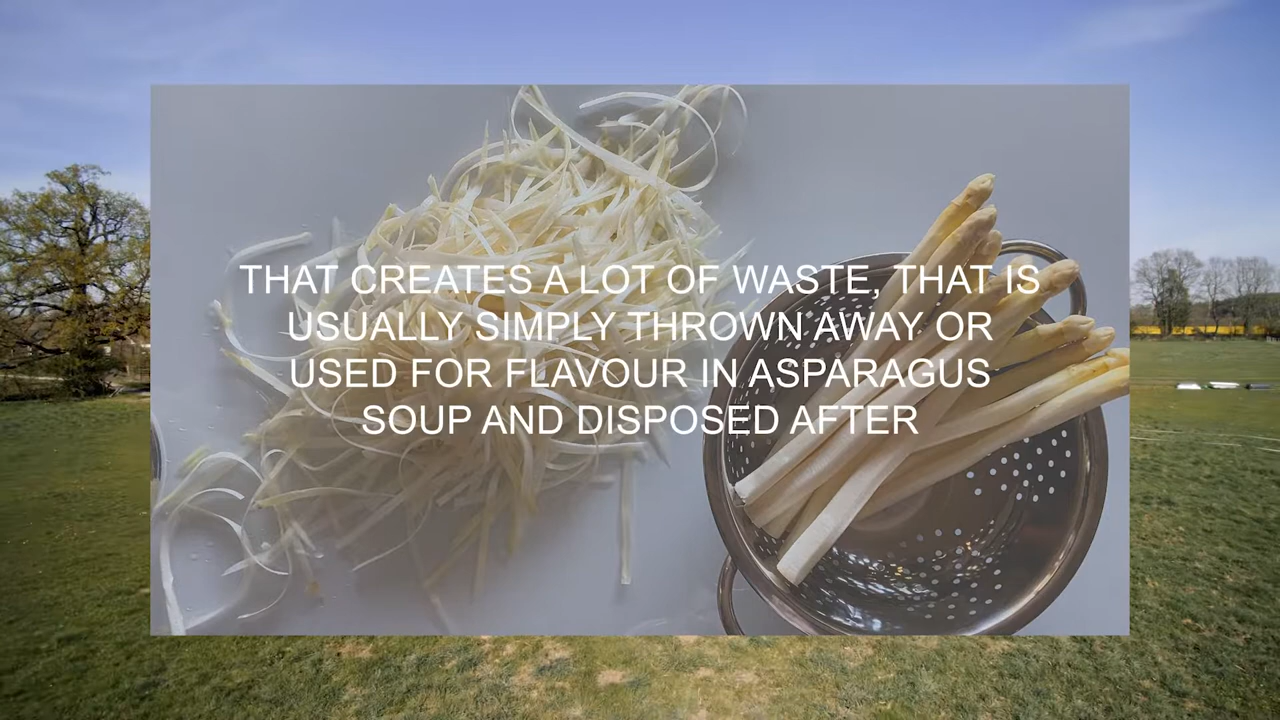 THAT CREATES A LOT OF WASTE, THAT IS
USUALLY SIMPLY THROWN AWAY OR
USED FOR FLAVOUR IN ASPARAGUS
SOUP AND DISPOSED AFTER